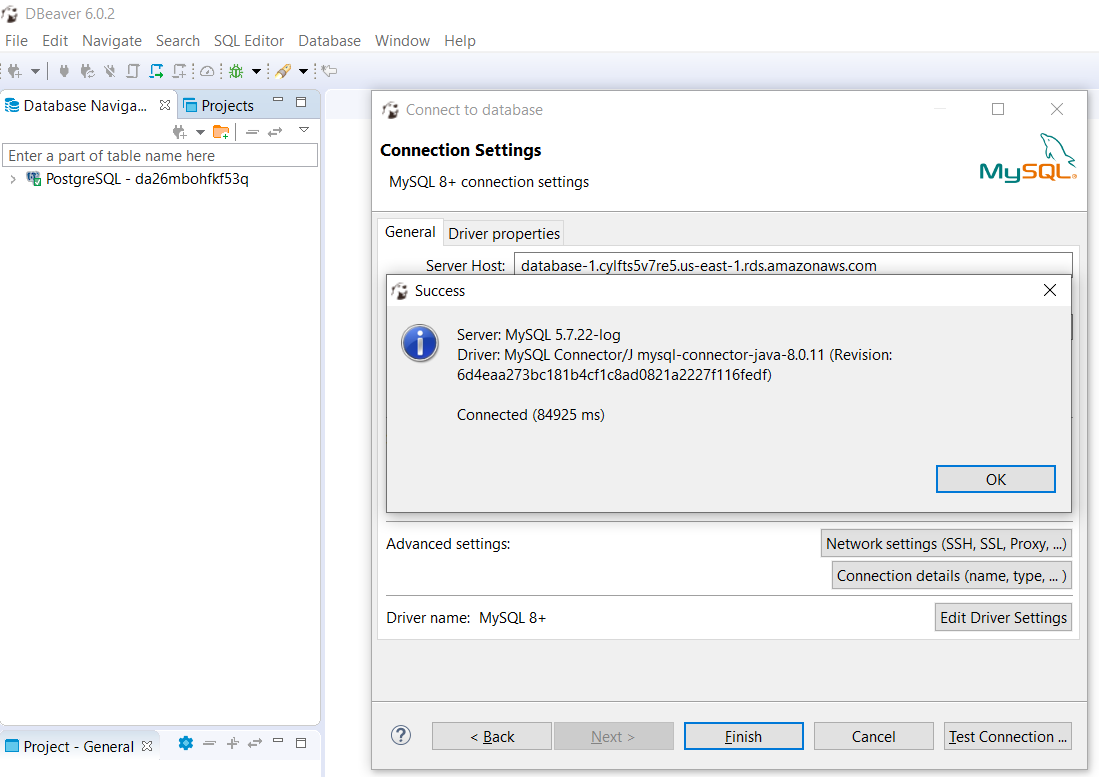 DBeaver 6.0.2
File Edit Navigate Search SQL Editor Database Window Help
Database Naviga... Projects
Enter a part of table name here
PostgreSQL - da26mbohfkf53q
Project - General
Connect to database
Connection Settings
MySQL 8+ connection settings
MySQL®
General Driver properties
Server Host: database-1.cylfts5v7re5.us-east-1.rds.amazonaws.com
Success
Server: MySQL 5.7.22-log
Driver: MySQL Connector/J mysql-connector-java-8.0.11 (Revision:
6d4eaa273bc181b4cf1c8ad0821a2227f116fedf)
Connected (84925 ms)
OK
Advanced settings: Network settings (SSH, SSL, Proxy, ...)
Connection details (name, type, ... )
Driver name: MySQL 8+ Edit Driver Settings
< Back Next > Finish Cancel Test Connection ...